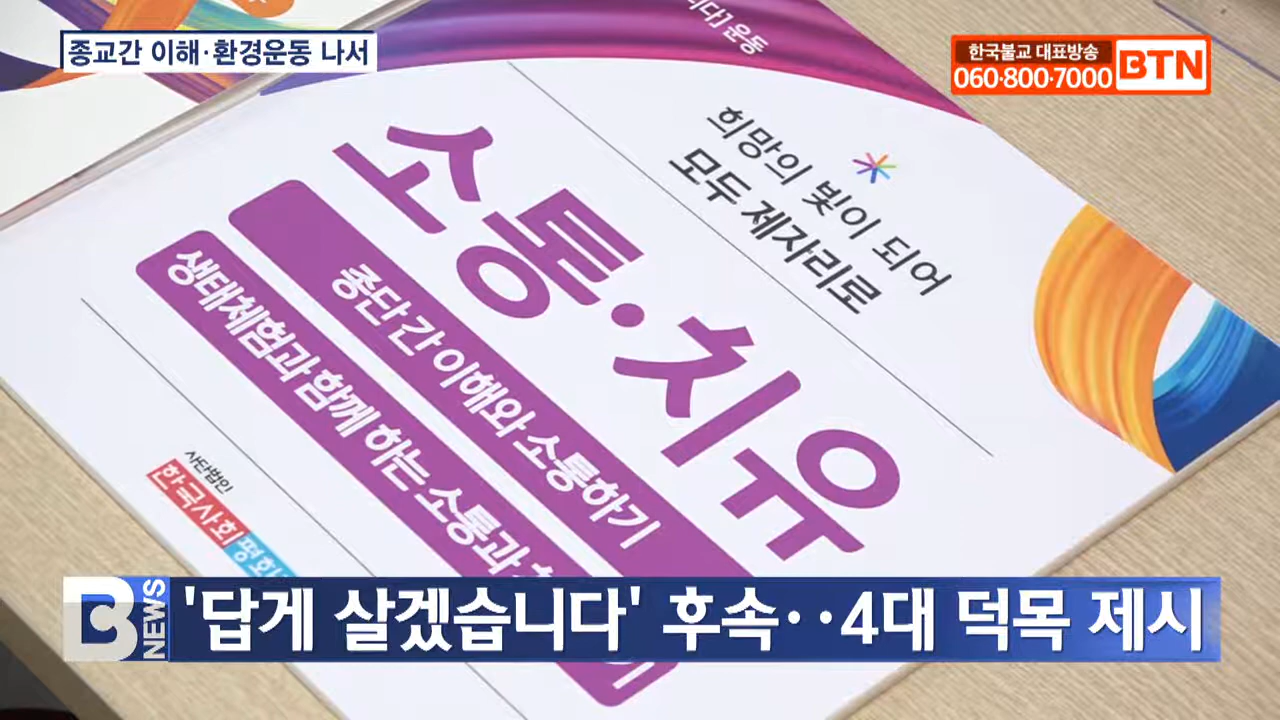 종교간 이해·환경운동 나서
한국불교 대표방송
060·800·7000
BTN
니다] 운동
희망의 빛이 되어
모두 제자리로
소통·치유
종단 간 이해와 소통하기
생태체험과 함께 하는 소통과
사단법인
한국사회
B NEWS
'답게 살겠습니다' 후속··4대 덕목 제시